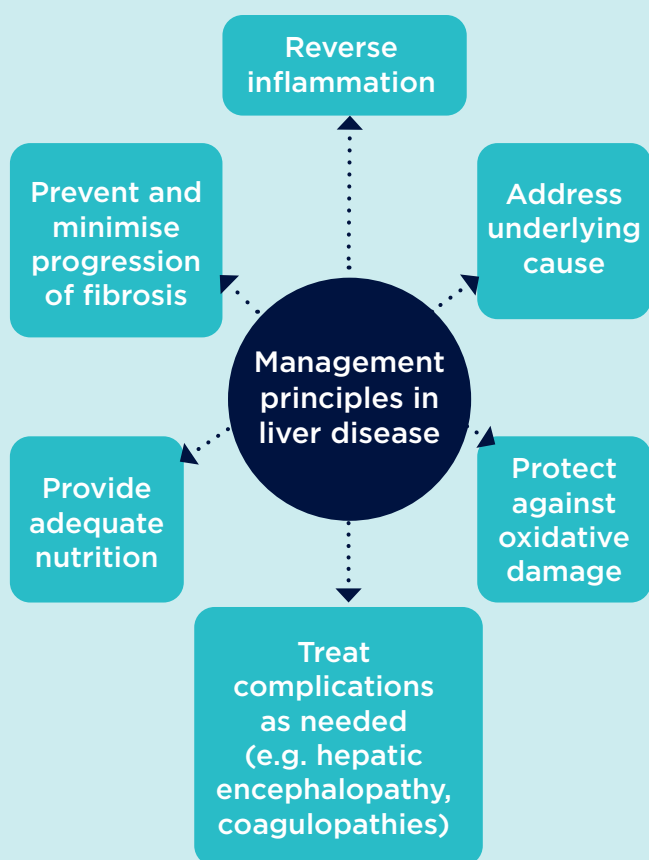 Reverse
inflammation
Prevent and
minimise
progression
of fibrosis
Address
underlying
cause
Management
principles in
liver disease
Provide
adequate
nutrition
Protect
against
oxidative
damage
Treat
complications
as needed
(e.g. hepatic
encephalopathy,
coagulopathies)